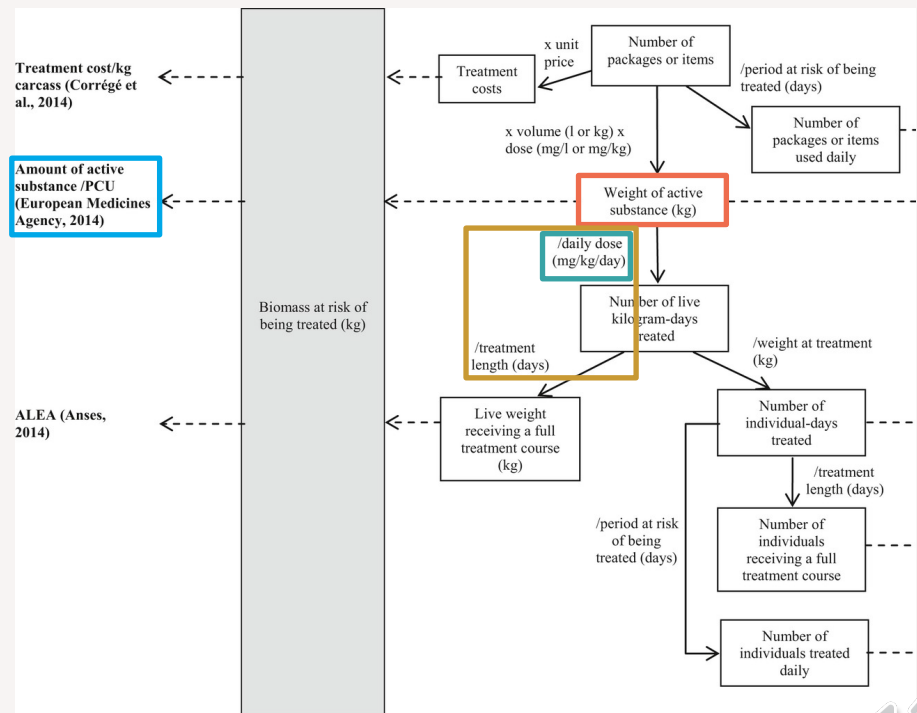 Treatment cost/kg
carcass (Corrégé et
al., 2014)
Treatment
costs
x unit
price
Number of
packages or items
/period at risk of being
treated (days)
Number of
packages or items
used daily
x volume (l or kg) x
dose (mg/l or mg/kg)
Amount of active
substance /PCU
(European Medicines
Agency, 2014)
Weight of active
substance (kg)
/daily dose
(mg/kg/day)
Biomass at risk of
being treated (kg)
Number of live
kilogram-days
treated
/treatment
length (days)
/weight at treatment
(kg)
ALEA (Anses,
2014)
Live weight
receiving a full
treatment course
(kg)
Number of
individual-days
treated
/treatment
length (days)
/period at risk
of being
treated (days)
Number of
individuals
receiving a full
treatment course
Number of
individuals treated
daily